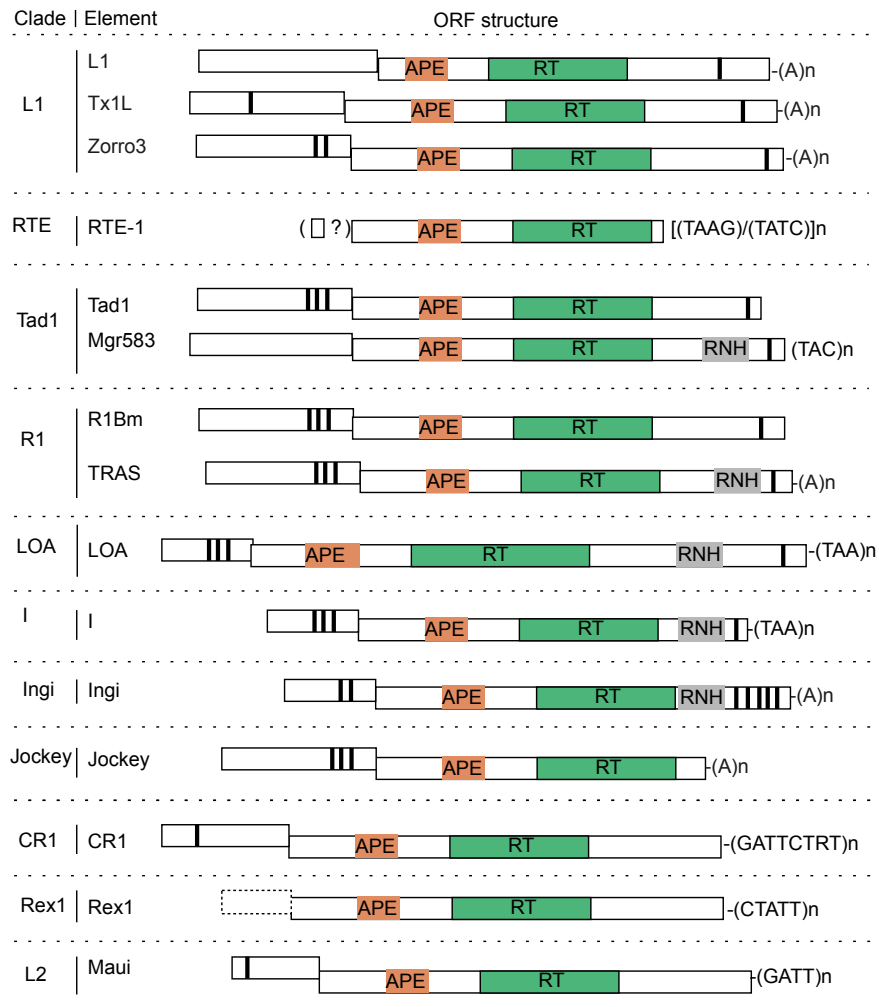 Clade | Element ORF structure
L1
L1 APE RT -(A)n
Tx1L APE RT -(A)n
Zorro3 APE RT -(A)n
RTE RTE-1 ( ? ) APE RT [(TAAG)/(TATC)]n
Tad1
Tad1 APE RT
Mgr583 APE RT RNH (TAC)n
R1
R1Bm APE RT
TRAS APE RT RNH -(A)n
LOA LOA APE RT RNH -(TAA)n
I I APE RT RNH -(TAA)n
Ingi Ingi APE RT RNH -(A)n
Jockey Jockey APE RT -(A)n
CR1 CR1 APE RT -(GATTCTRT)n
Rex1 Rex1 APE RT -(CTATT)n
L2 Maui APE RT -(GATT)n